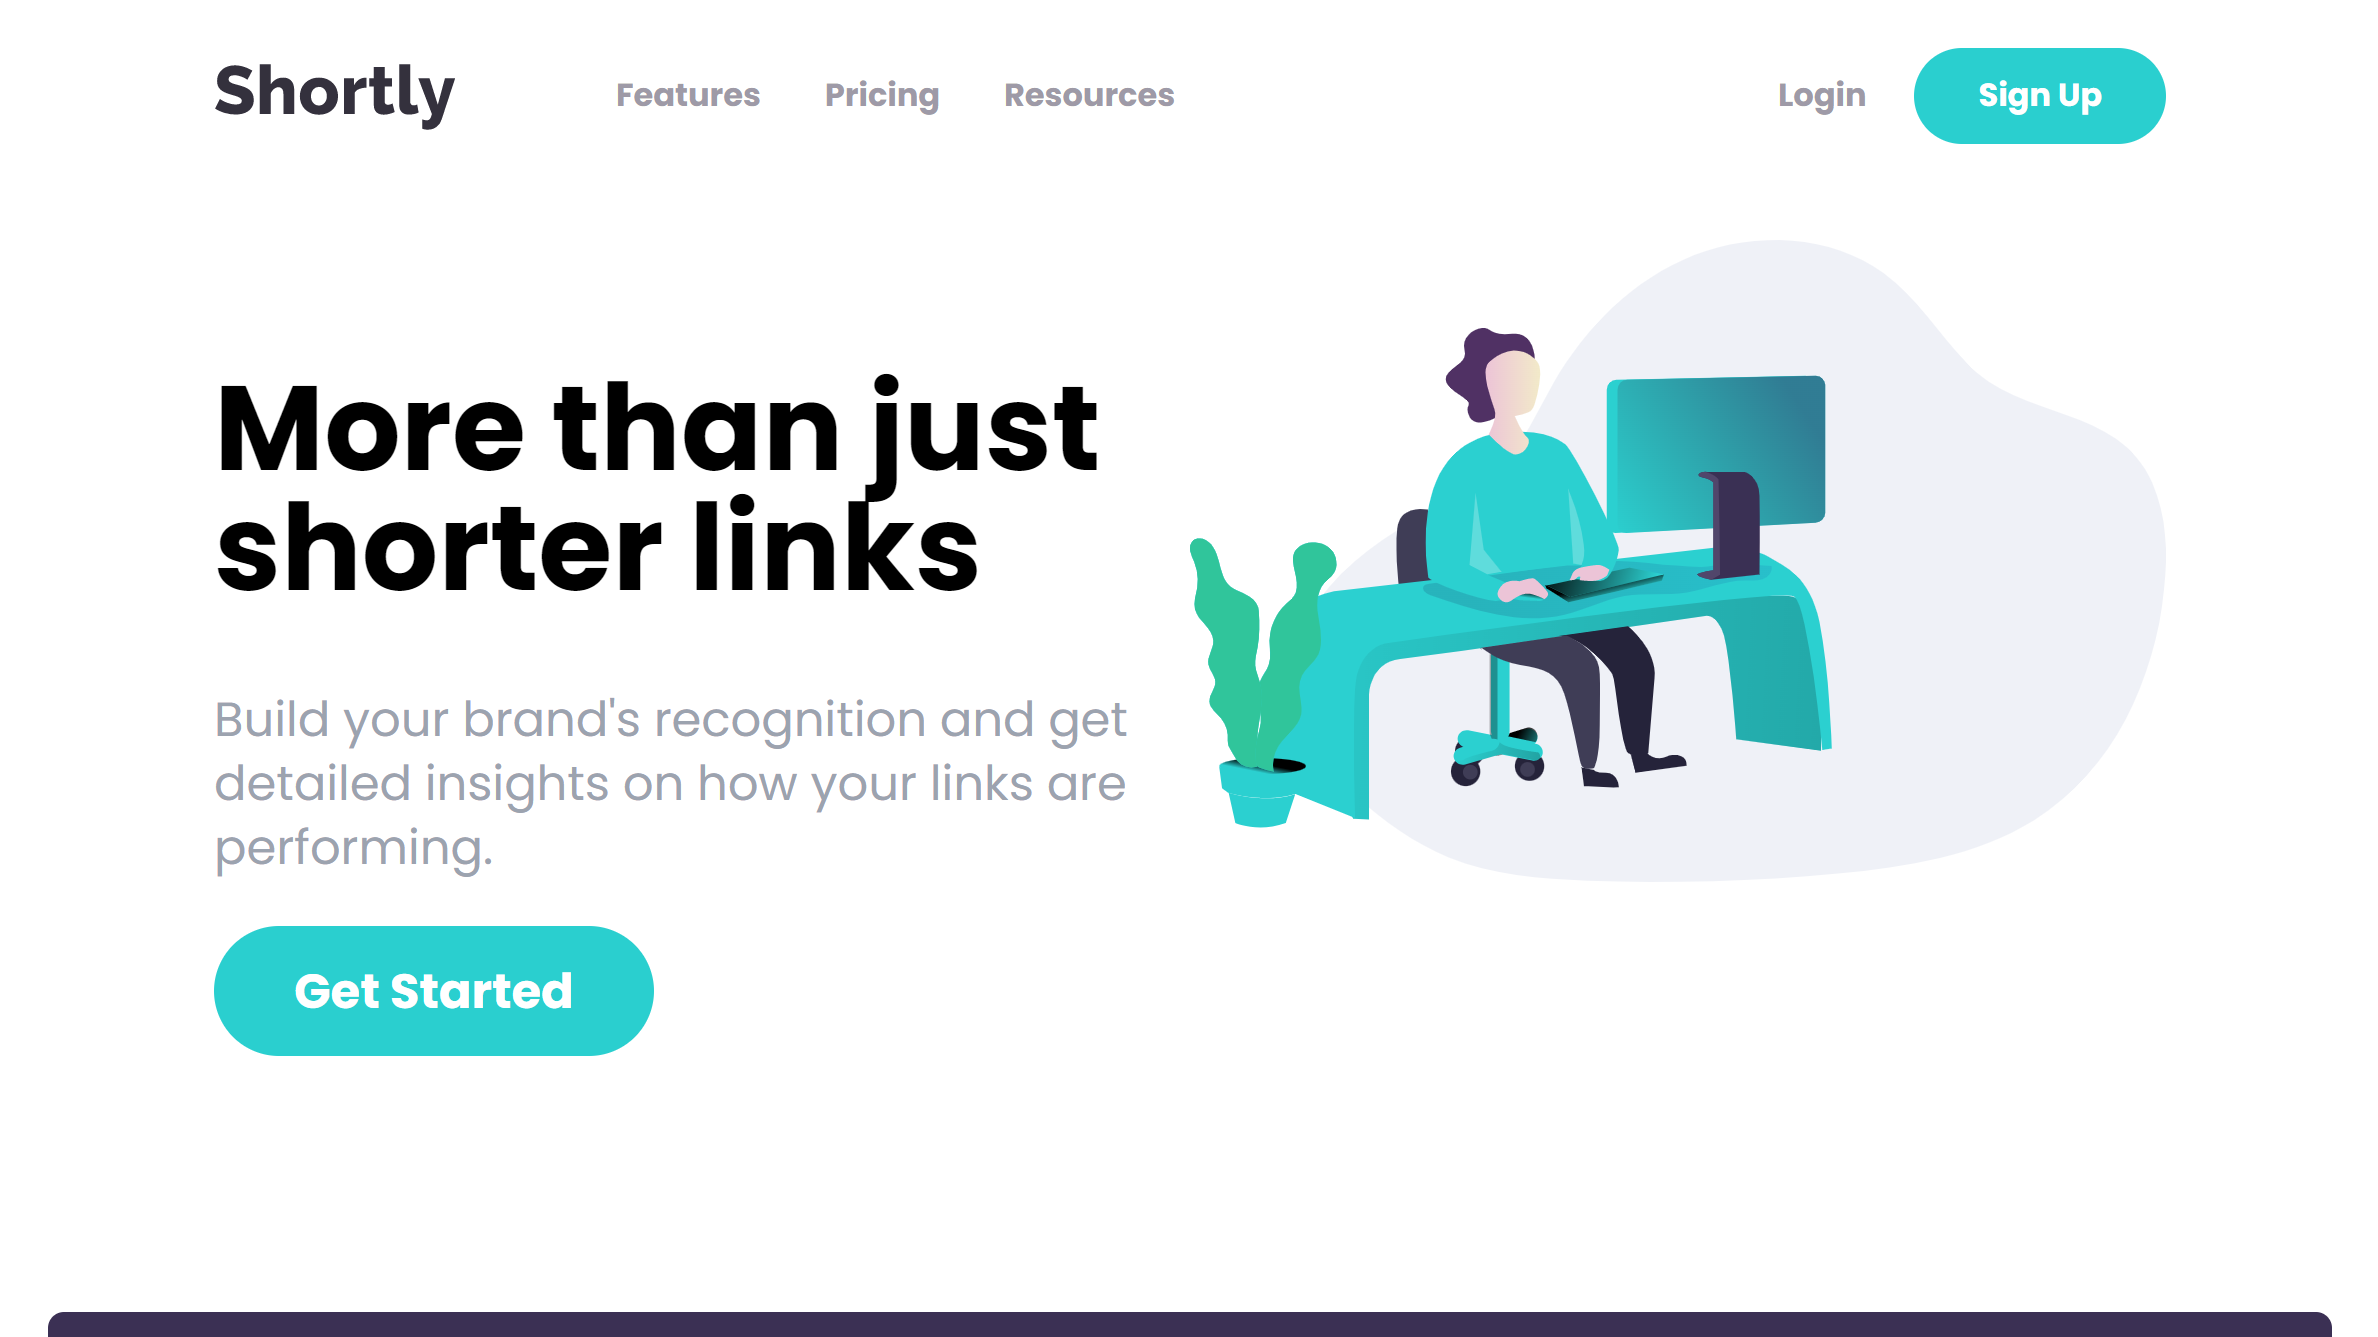 Shortly Features Pricing Resources Login Sign Up
More than just
shorter links
Build your brand's recognition and get
detailed insights on how your links are
performing.
Get Started